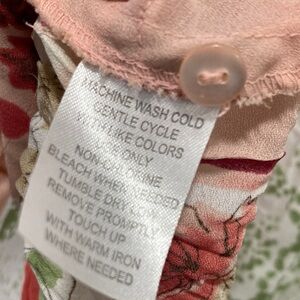 MACHINE WASH COLD
GENTLE CYCLE
WITH LIKE COLORS
ONLY
NON-CHLORINE
BLEACH WHEN NEEDED
TUMBLE DRY LOW
REMOVE PROMPTLY
TOUCH UP
WITH WARM IRON
WHERE NEEDED